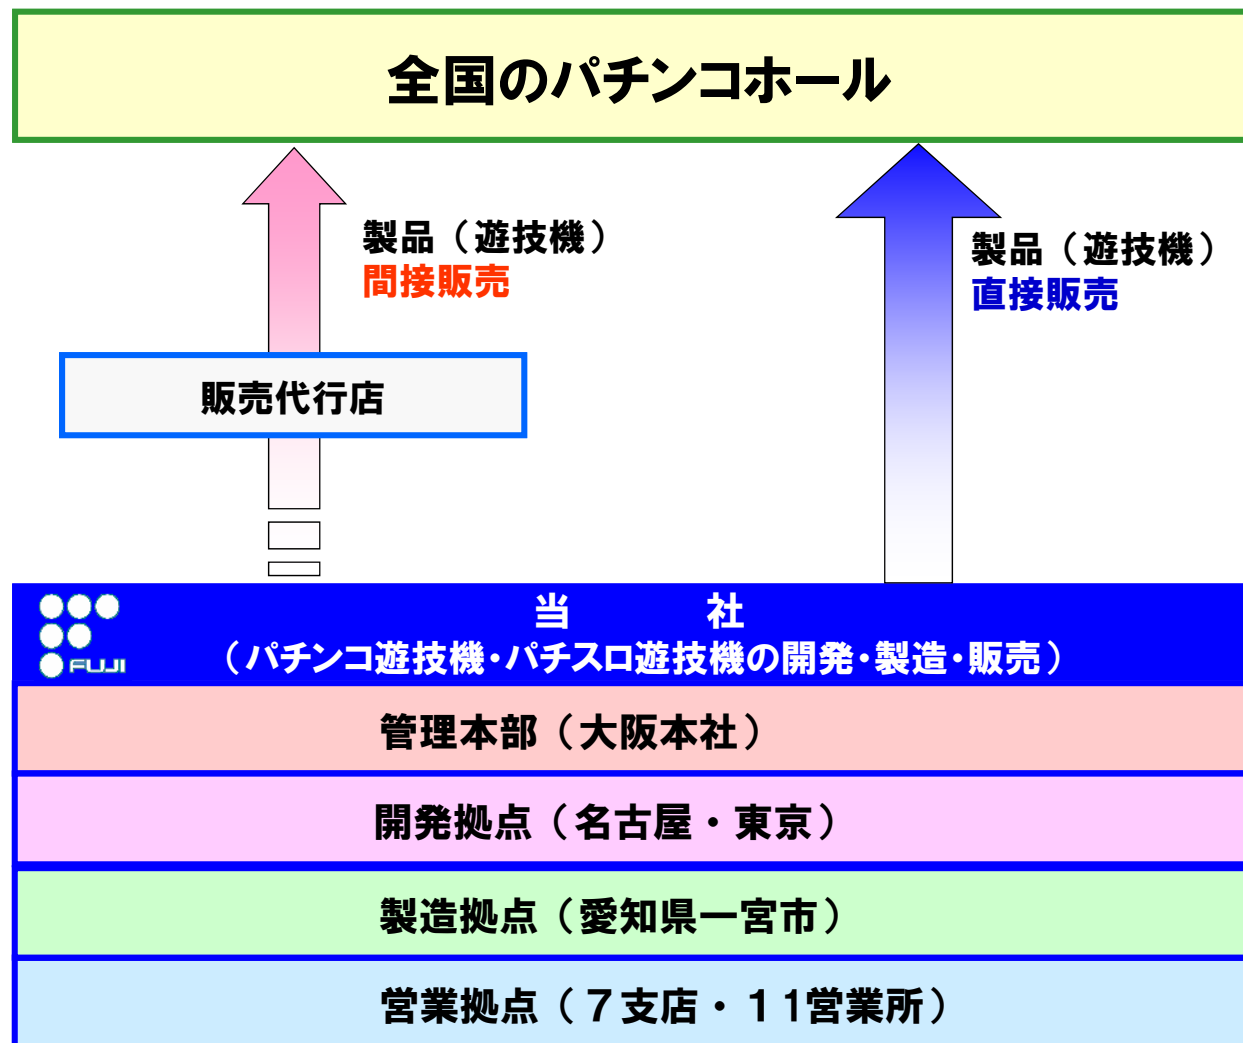 全国のパチンコホール
製品（遊技機）
間接販売
製品（遊技機）
直接販売
販売代行店
当　　社
FUJI
（パチンコ遊技機・パチスロ遊技機の開発・製造・販売）
管理本部（大阪本社）
開発拠点（名古屋・東京）
製造拠点（愛知県一宮市）
営業拠点（７支店・１1営業所）